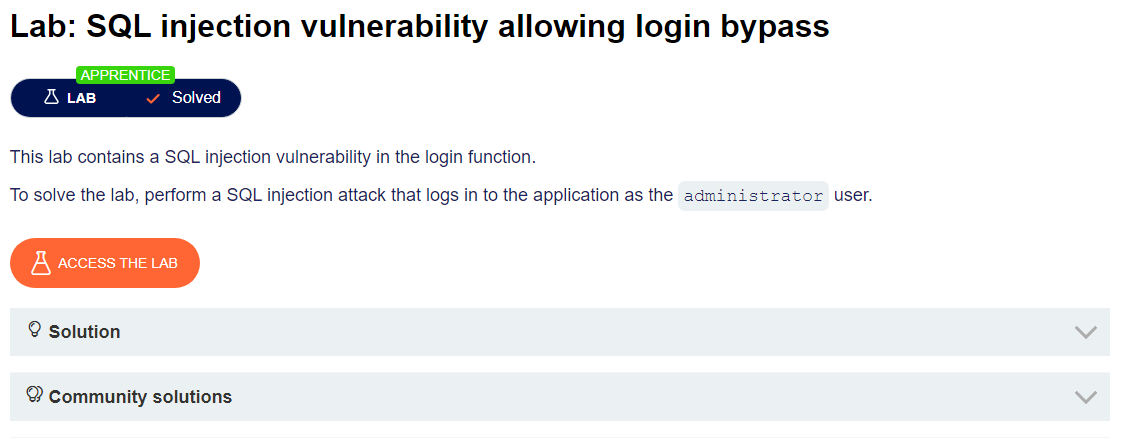 Lab: SQL injection vulnerability allowing login bypass
APPRENTICE
LAB Solved
This lab contains a SQL injection vulnerability in the login function.
To solve the lab, perform a SQL injection attack that logs in to the application as the administrator user.
ACCESS THE LAB
Solution
Community solutions